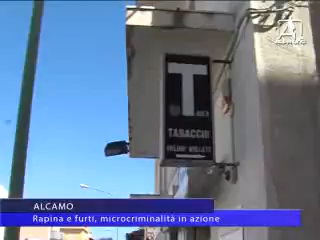 T
TABACCHI
ALCAMO
Rapina e furti, microcriminalità in azione